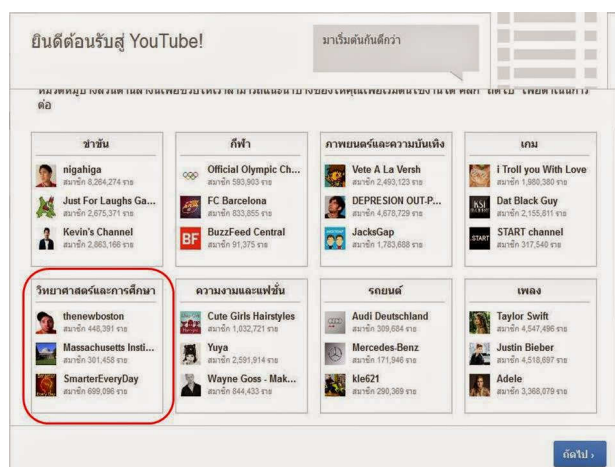 ยินดีต้อนรับสู่ YouTube!
มาเริ่มต้นกันดีกว่า
ต่อ
ขำขัน
nigahiga
สมาชิก 8,264,274 ราย
Just For Laughs Ga...
สมาชิก 2,675,371 ราย
Kevin's Channel
สมาชิก 2,863,166 ราย
กีฬา
Official Olympic Ch...
สมาชิก 593,903 ราย
FC Barcelona
สมาชิก 833,855 ราย
BF
BuzzFeed Central
สมาชิก 91,375 ราย
ภาพยนตร์และความบันเทิง
Vete A La Versh
สมาชิก 2,493,123 ราย
DEPRESION OUT-P...
สมาชิก 4,678,729 ราย
JacksGap
สมาชิก 1,783,688 ราย
เกม
i Troll you With Love
สมาชิก 1,980,380 ราย
KSI
Dat Black Guy
สมาชิก 2,155,811 ราย
START
START channel
สมาชิก 317,540 ราย
วิทยาศาสตร์และการศึกษา
thenewboston
สมาชิก 448,391 ราย
Massachusetts Insti...
สมาชิก 301,458 ราย
SmarterEveryDay
สมาชิก 699,096 ราย
ความงามและแฟชั่น
Cute Girls Hairstyles
สมาชิก 1,032,721 ราย
Yuya
สมาชิก 2,591,914 ราย
Wayne Goss - Mak...
สมาชิก 844,433 ราย
รถยนต์
Audi Deutschland
สมาชิก 309,684 ราย
Mercedes-Benz
สมาชิก 171,946 ราย
kle621
สมาชิก 290,369 ราย
เพลง
Taylor Swift
สมาชิก 4,547,496 ราย
Justin Bieber
สมาชิก 4,518,697 ราย
Adele
สมาชิก 3,368,079 ราย
ถัดไป ›